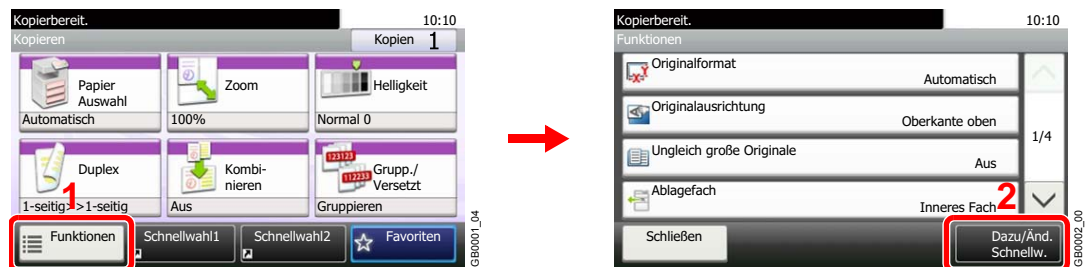 Kopierbereit.
10:10
Kopieren
Kopien 1
Papier
Auswahl
Automatisch
Zoom
100%
Helligkeit
Normal 0
Duplex
1-seitig>>1-seitig
Kombi-
nieren
Aus
123123
112233
Grupp./
Versetzt
Gruppieren
1
Funktionen
Schnellwahl1
Schnellwahl2
Favoriten
GB0001_04
Kopierbereit.
10:10
Funktionen
Originalformat
Automatisch
Originalausrichtung
Oberkante oben
Ungleich große Originale
Aus
Ablagefach
Inneres Fach
1/4
2
Schließen
Dazu/Änd.
Schnellw.
GB0002_00